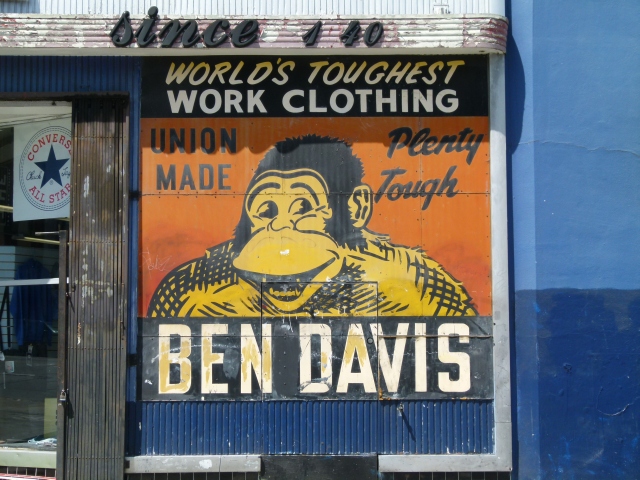 since 1 40
WORLD'S TOUGHEST
WORK CLOTHING
UNION
MADE
Plenty
Tough
CONVERSE
ALL STAR
BEN DAVIS